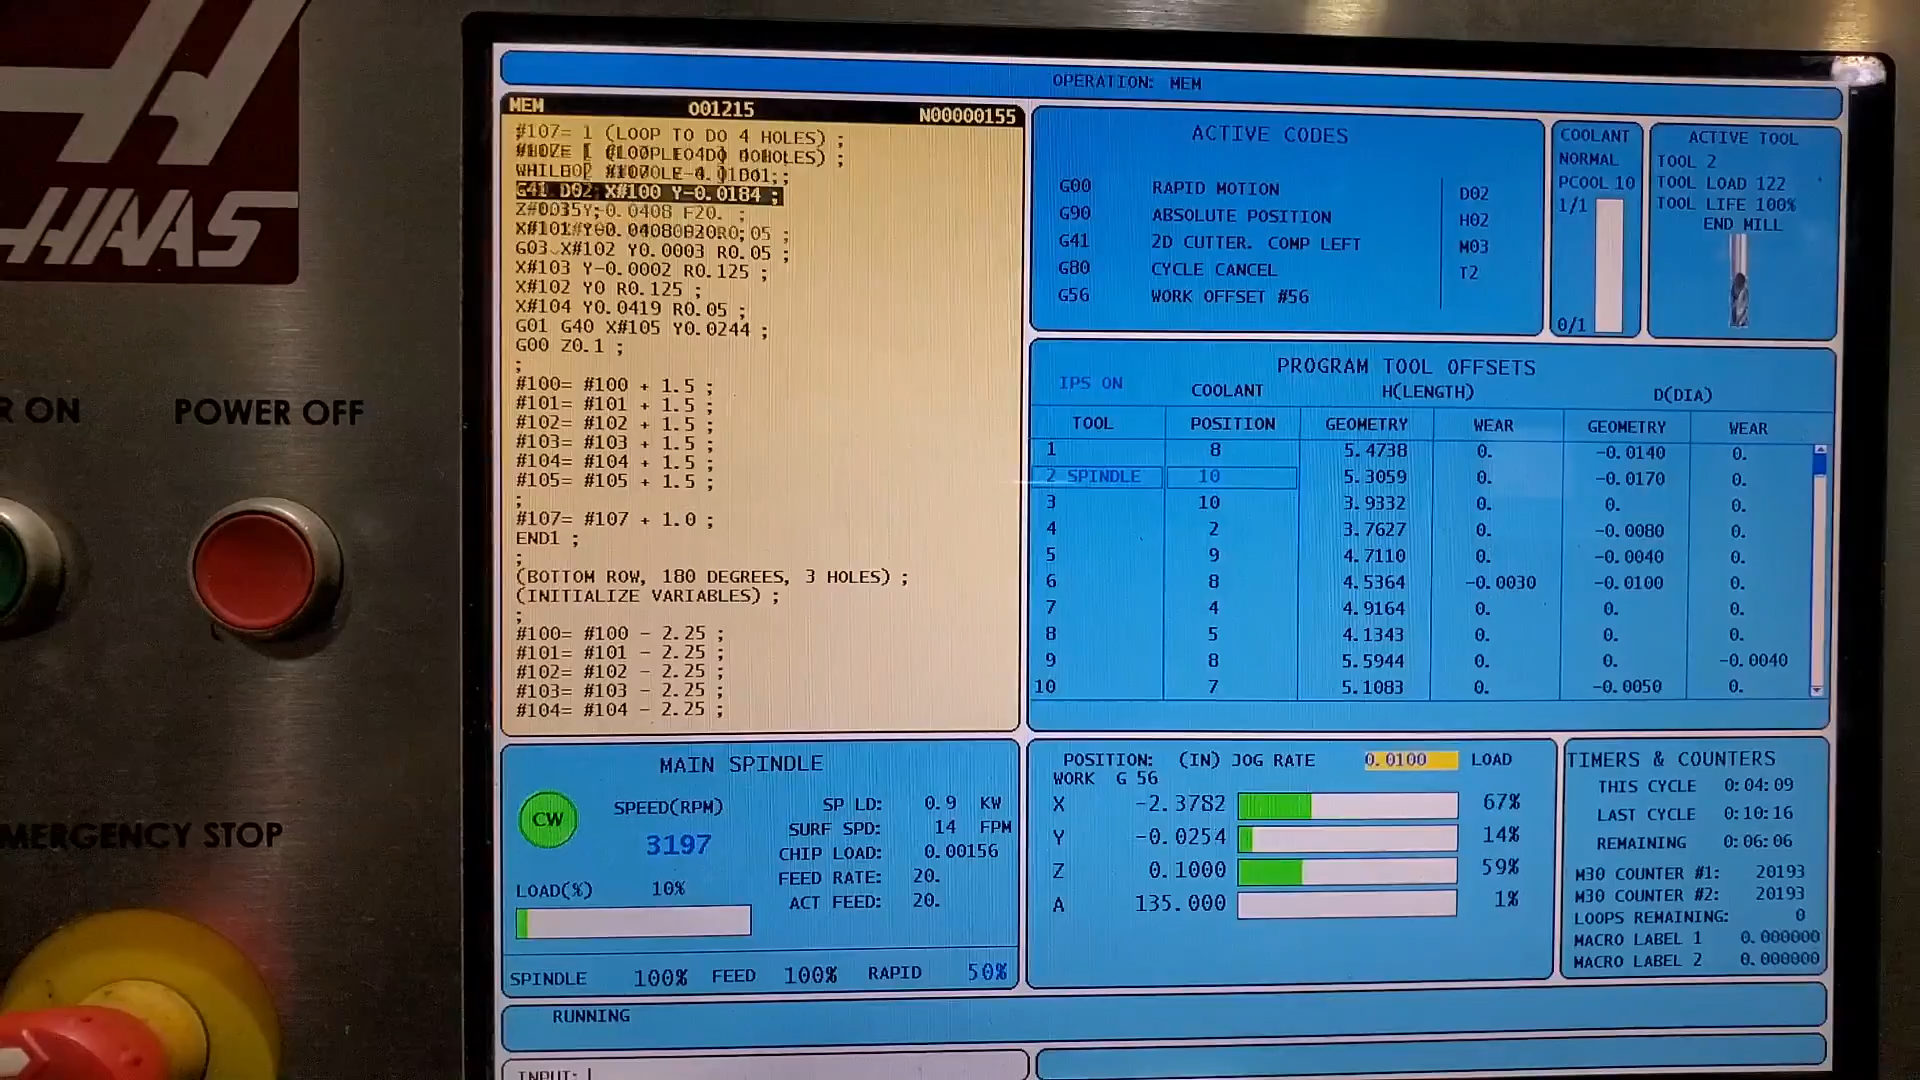 HAAS
R ON
POWER OFF
MERGENCY STOP
OPERATION: MEM
MEM O01215 N00000155
#107= 1 (LOOP TO DO 4 HOLES) ;
G41 D02 X#100 Y-0.0184 ;
G03 X#102 Y0.0003 R0.05 ;
X#103 Y-0.0002 R0.125 ;
X#102 Y0 R0.125 ;
X#104 Y0.0419 R0.05 ;
G01 G40 X#105 Y0.0244 ;
G00 Z0.1 ;
;
#100= #100 + 1.5 ;
#101= #101 + 1.5 ;
#102= #102 + 1.5 ;
#103= #103 + 1.5 ;
#104= #104 + 1.5 ;
#105= #105 + 1.5 ;
;
#107= #107 + 1.0 ;
END1 ;
;
(BOTTOM ROW, 180 DEGREES, 3 HOLES) ;
(INITIALIZE VARIABLES) ;
;
#100= #100 - 2.25 ;
#101= #101 - 2.25 ;
#102= #102 - 2.25 ;
#103= #103 - 2.25 ;
#104= #104 - 2.25 ;
ACTIVE CODES
G00 RAPID MOTION D02
G90 ABSOLUTE POSITION H02
G41 2D CUTTER. COMP LEFT M03
G80 CYCLE CANCEL T2
G56 WORK OFFSET #56
COOLANT
NORMAL
PCOOL 10
1/1
0/1
ACTIVE TOOL
TOOL 2
TOOL LOAD 122
TOOL LIFE 100%
END MILL
PROGRAM TOOL OFFSETS
IPS ON COOLANT H(LENGTH) D(DIA)
TOOL POSITION GEOMETRY WEAR GEOMETRY WEAR
1 8 5.4738 0. -0.0140 0.
2 SPINDLE 10 5.3059 0. -0.0170 0.
3 10 3.9332 0. 0. 0.
4 2 3.7627 0. -0.0080 0.
5 9 4.7110 0. -0.0040 0.
6 8 4.5364 -0.0030 -0.0100 0.
7 4 4.9164 0. 0. 0.
8 5 4.1343 0. 0. 0.
9 8 5.5944 0. 0. -0.0040
10 7 5.1083 0. -0.0050 0.
MAIN SPINDLE
CW
SPEED(RPM)
3197
LOAD(%) 10%
SP LD: 0.9 KW
SURF SPD: 14 FPM
CHIP LOAD: 0.00156
FEED RATE: 20.
ACT FEED: 20.
SPINDLE 100% FEED 100% RAPID 50%
POSITION: (IN) JOG RATE 0.0100 LOAD
WORK G 56
X -2.3782 67%
Y -0.0254 14%
Z 0.1000 59%
A 135.000 1%
TIMERS & COUNTERS
THIS CYCLE 0:04:09
LAST CYCLE 0:10:16
REMAINING 0:06:06
M30 COUNTER #1: 20193
M30 COUNTER #2: 20193
LOOPS REMAINING: 0
MACRO LABEL 1 0.000000
MACRO LABEL 2 0.000000
RUNNING
INPUT: